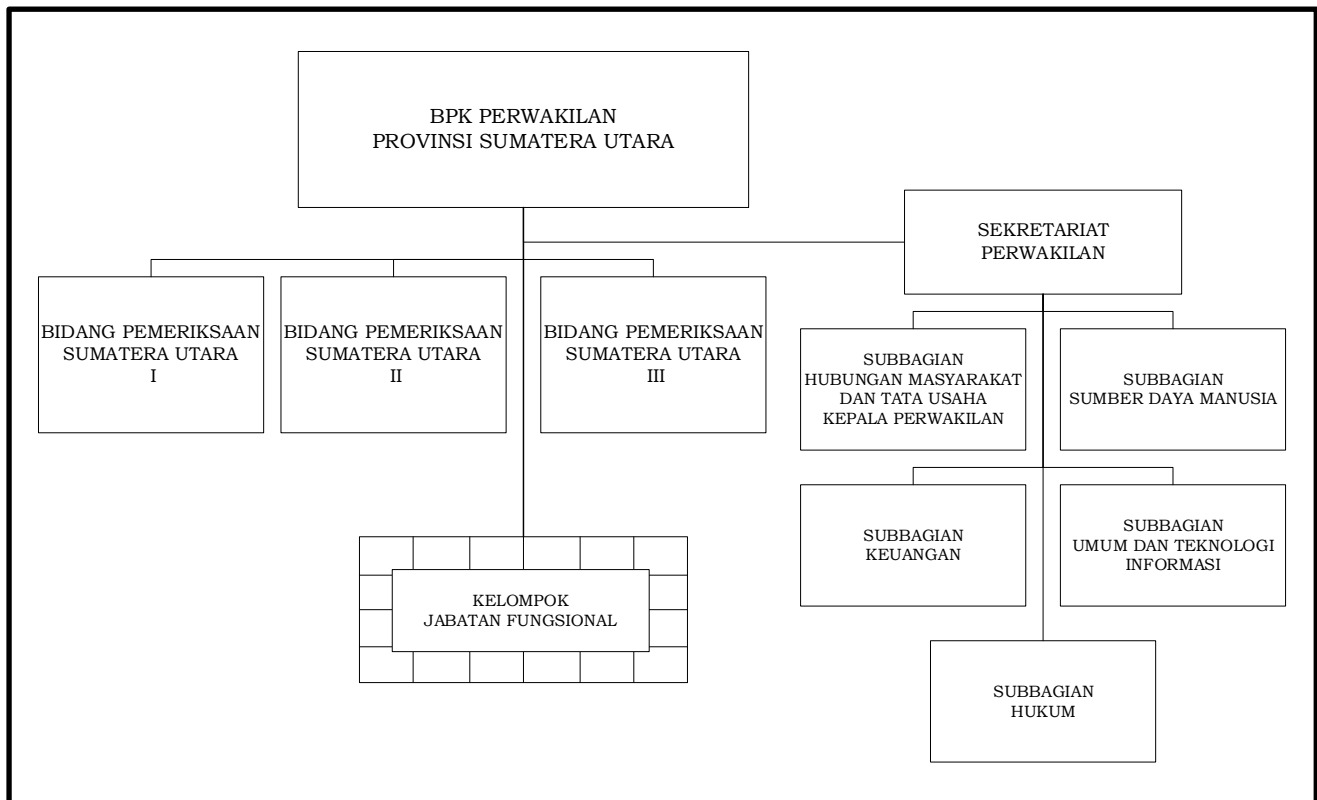 BPK PERWAKILAN
PROVINSI SUMATERA UTARA
SEKRETARIAT
PERWAKILAN
BIDANG PEMERIKSAAN
SUMATERA UTARA
I
BIDANG PEMERIKSAAN
SUMATERA UTARA
II
BIDANG PEMERIKSAAN
SUMATERA UTARA
III
SUBBAGIAN
HUBUNGAN MASYARAKAT
DAN TATA USAHA
KEPALA PERWAKILAN
SUBBAGIAN
SUMBER DAYA MANUSIA
SUBBAGIAN
KEUANGAN
SUBBAGIAN
UMUM DAN TEKNOLOGI
INFORMASI
KELOMPOK
JABATAN FUNGSIONAL
SUBBAGIAN
HUKUM